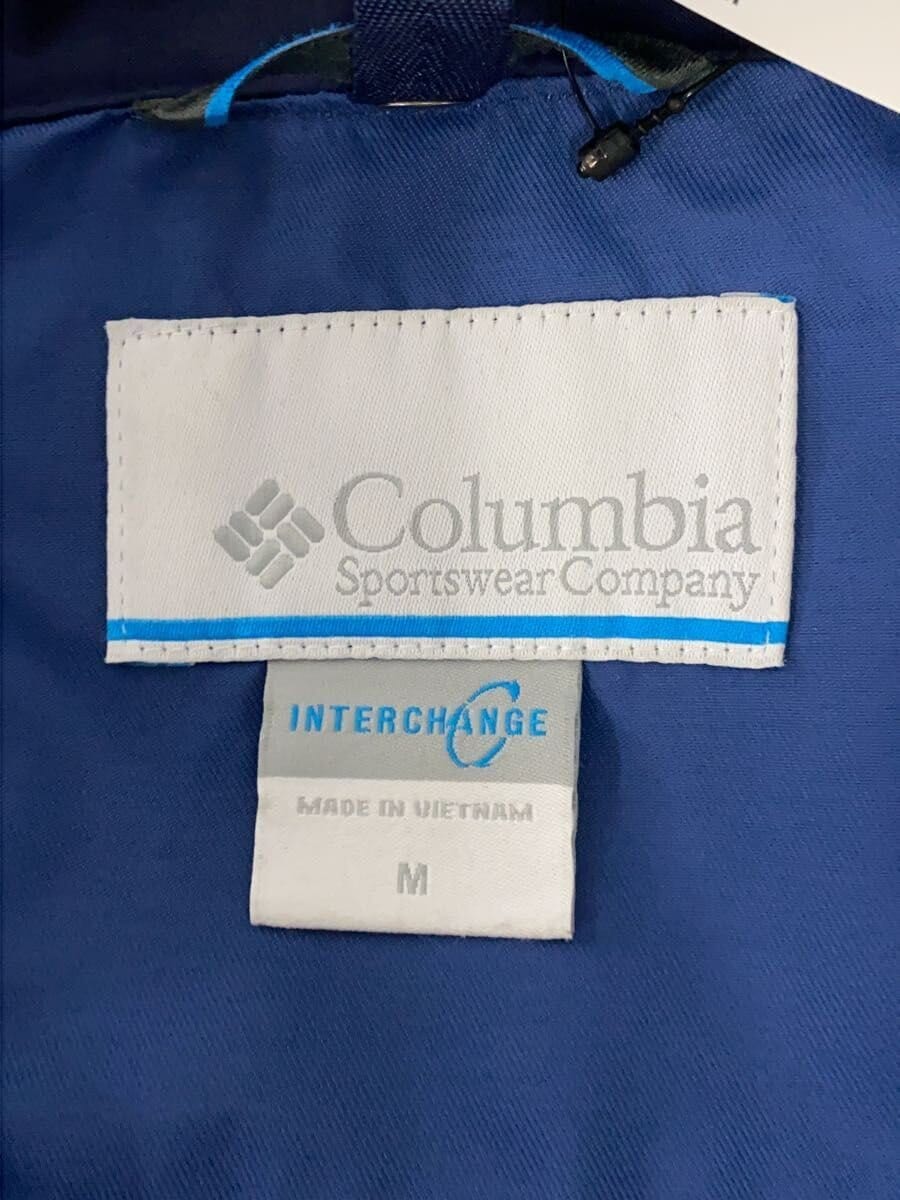 Columbia
Sportswear Company
INTERCHANGE
MADE IN VIETNAM
M